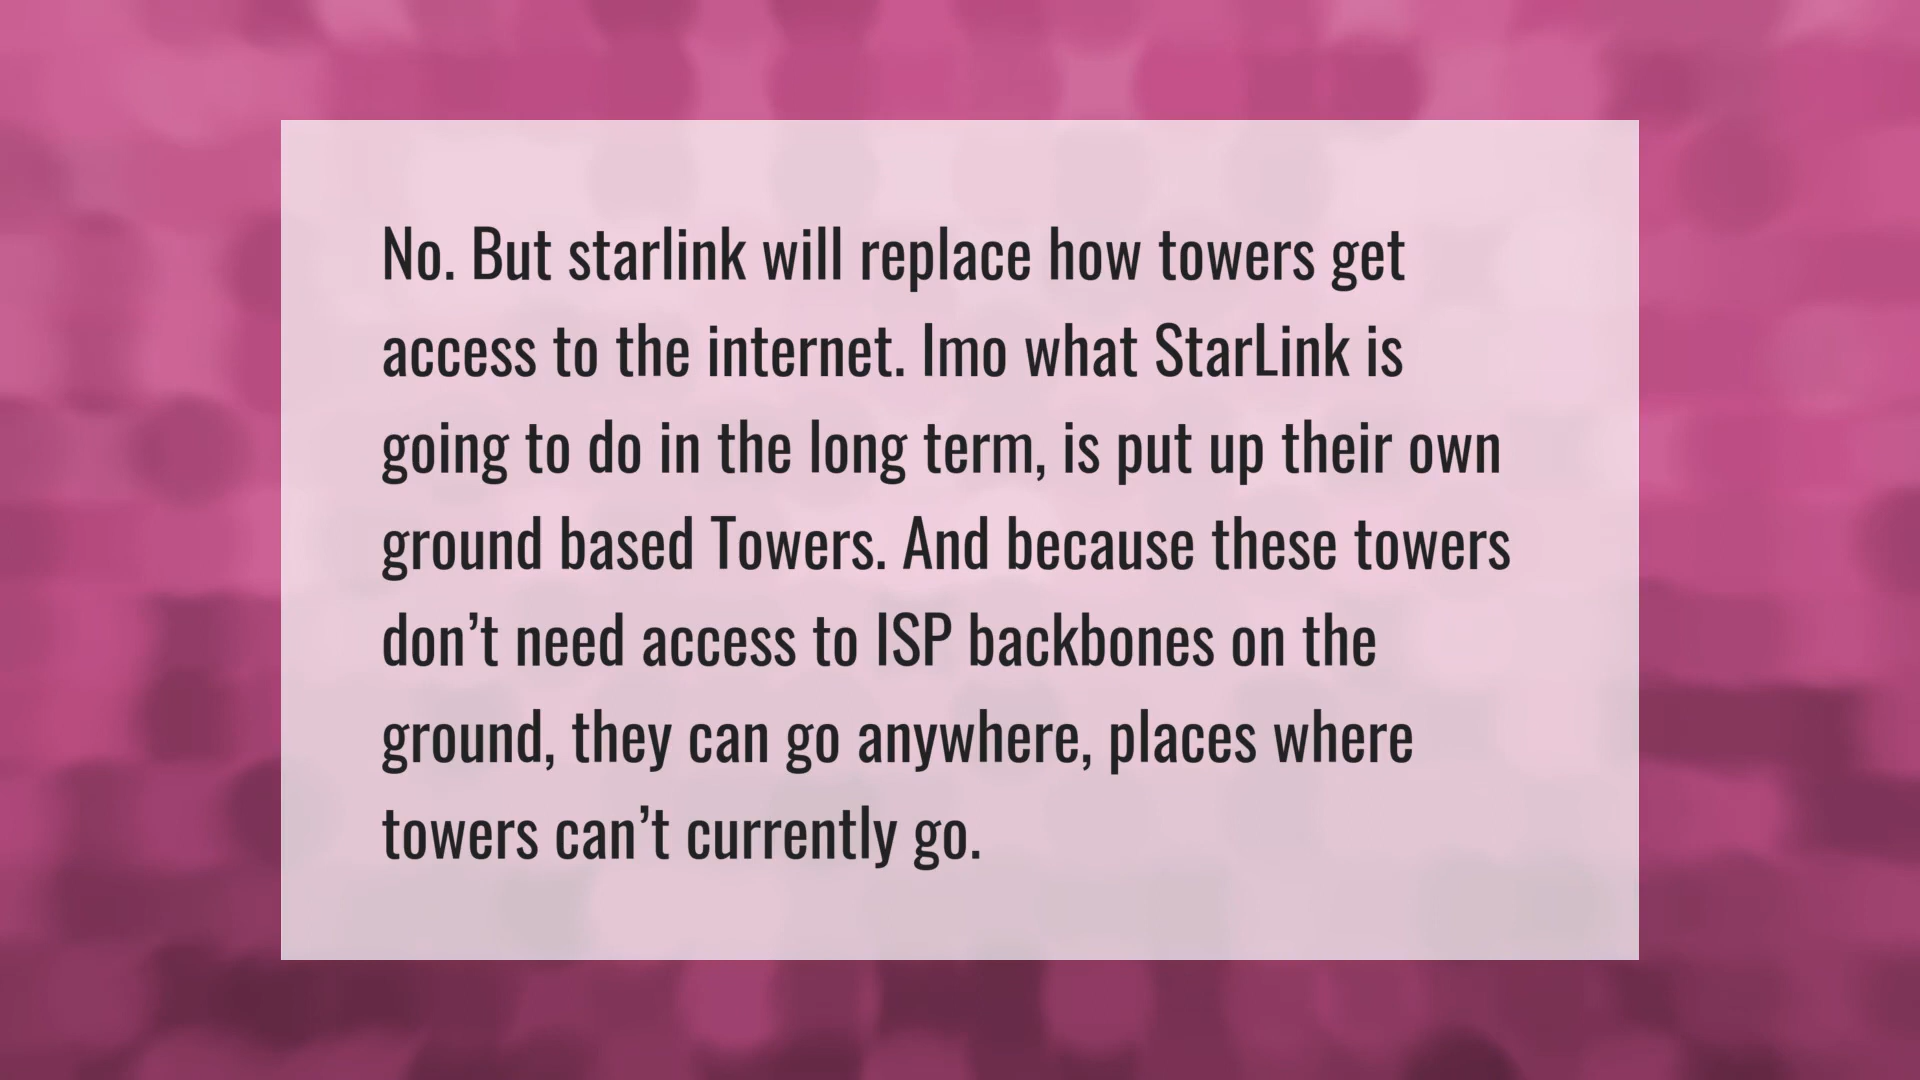 No. But starlink will replace how towers get
access to the internet. Imo what StarLink is
going to do in the long term, is put up their own
ground based Towers. And because these towers
don’t need access to ISP backbones on the
ground, they can go anywhere, places where
towers can’t currently go.